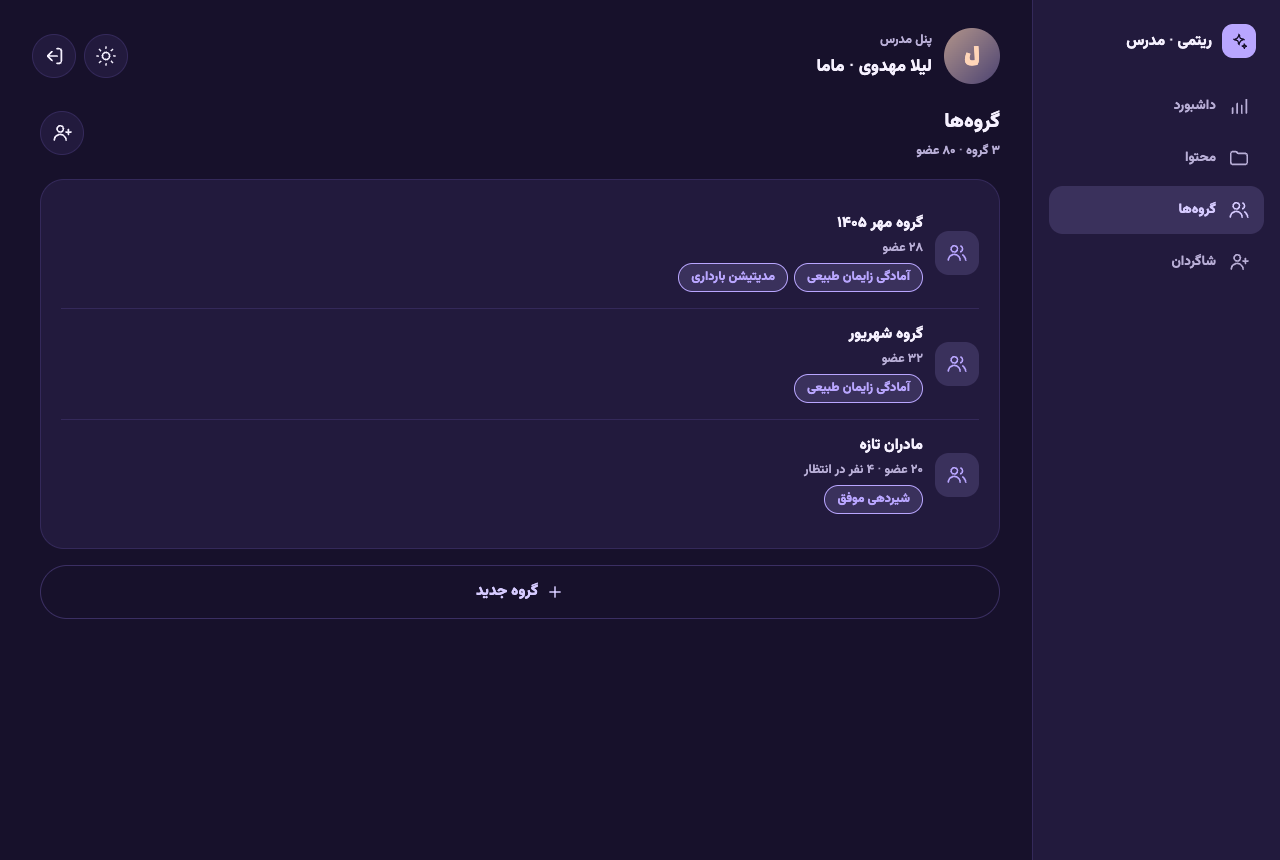 ریتمی · مدرس
داشبورد
محتوا
گروه‌ها
شاگردان
ل
پنل مدرس
لیلا مهدوی · ماما
گروه‌ها
۳ گروه · ۸۰ عضو
گروه مهر ۱۴۰۵
۲۸ عضو
آمادگی زایمان طبیعی مدیتیشن بارداری
گروه شهریور
۳۲ عضو
آمادگی زایمان طبیعی
مادران تازه
۲۰ عضو · ۴ نفر در انتظار
شیردهی موفق
+ گروه جدید